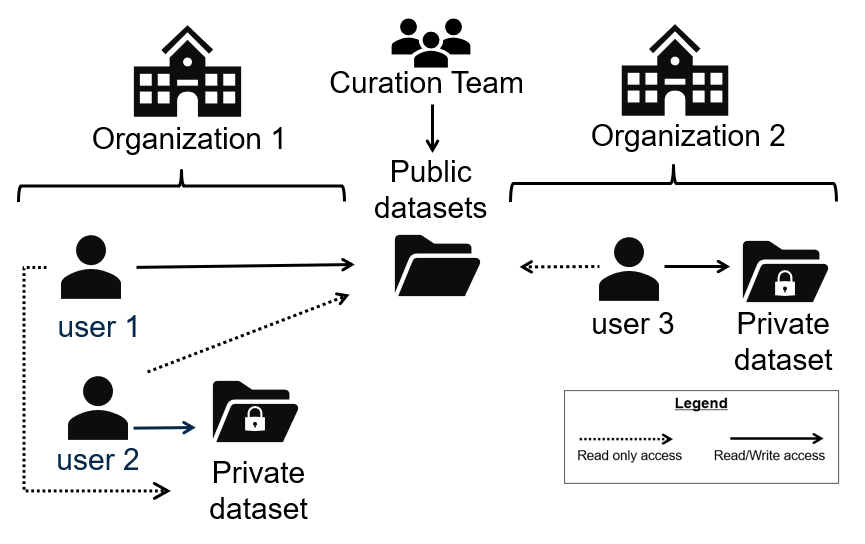 Curation Team
Organization 1
Organization 2
Public
datasets
user 1
user 2
Private
dataset
user 3
Private
dataset
Legend
Read only access
Read/Write access